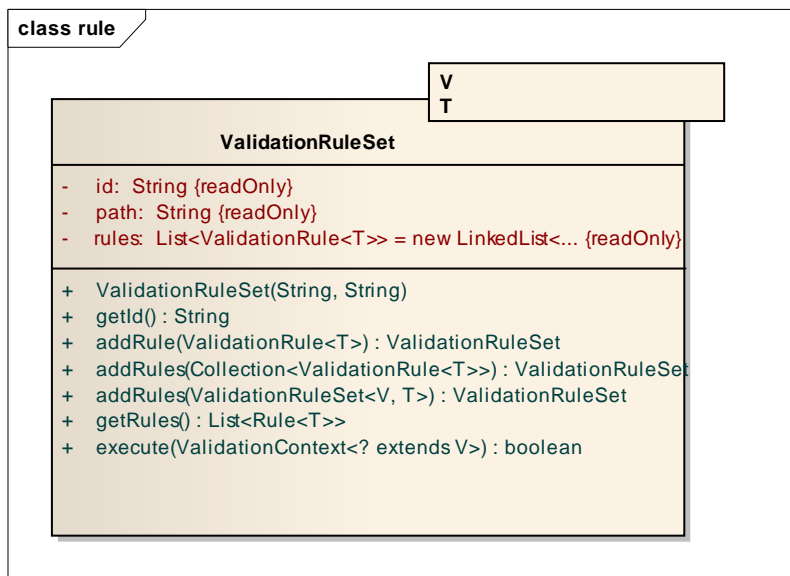 class rule
V
T
ValidationRuleSet
- id: String {readOnly}
- path: String {readOnly}
- rules: List<ValidationRule<T>> = new LinkedList<... {readOnly}
+ ValidationRuleSet(String, String)
+ getId() : String
+ addRule(ValidationRule<T>) : ValidationRuleSet
+ addRules(Collection<ValidationRule<T>>) : ValidationRuleSet
+ addRules(ValidationRuleSet<V, T>) : ValidationRuleSet
+ getRules() : List<Rule<T>>
+ execute(ValidationContext<? extends V>) : boolean